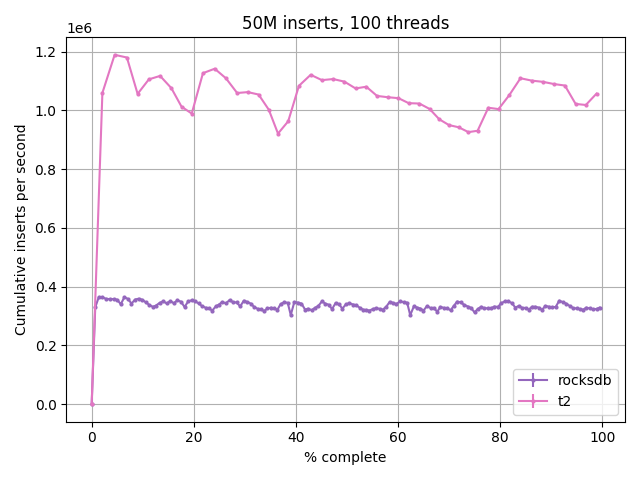 50M inserts, 100 threads
1e6
1.2
1.0
0.8
0.6
0.4
0.2
0.0
Cumulative inserts per second
0 20 40 60 80 100
% complete
rocksdb
t2